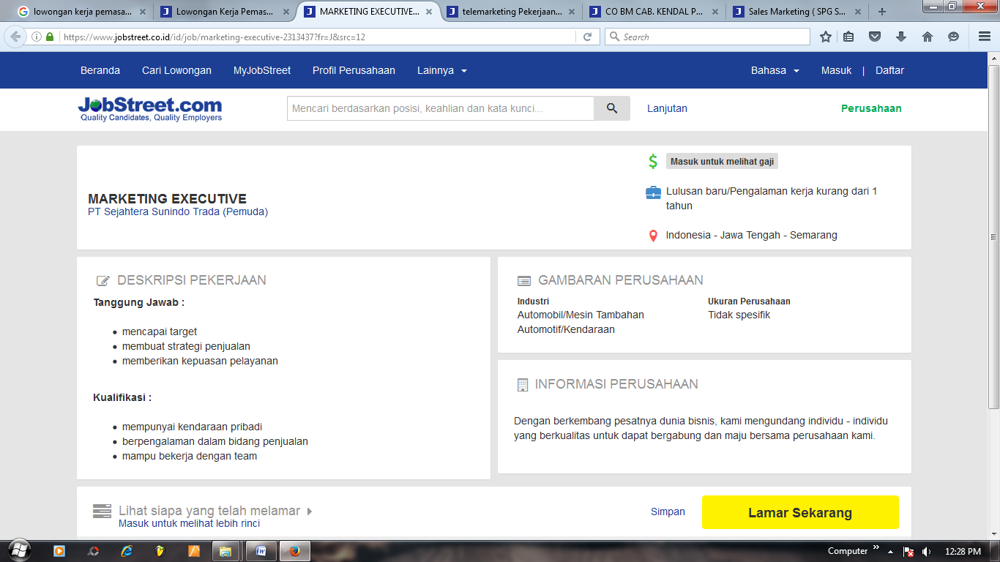 lowongan kerja pemasa...
Lowongan Kerja Pemas...
MARKETING EXECUTIVE...
telemarketing Pekerjaan...
CO BM CAB. KENDAL P...
Sales Marketing ( SPG S...
https://www.jobstreet.co.id/id/job/marketing-executive-2313437?fr=J&src=12
Search
Beranda
Cari Lowongan
MyJobStreet
Profil Perusahaan
Lainnya
Bahasa
Masuk | Daftar
JobStreet.com
Quality Candidates, Quality Employers
Mencari berdasarkan posisi, keahlian dan kata kunci...
Lanjutan
Perusahaan
MARKETING EXECUTIVE
PT Sejahtera Sunindo Trada (Pemuda)
$ Masuk untuk melihat gaji
Lulusan baru/Pengalaman kerja kurang dari 1
tahun
Indonesia - Jawa Tengah - Semarang
DESKRIPSI PEKERJAAN
Tanggung Jawab :
• mencapai target
• membuat strategi penjualan
• memberikan kepuasan pelayanan
Kualifikasi :
• mempunyai kendaraan pribadi
• berpengalaman dalam bidang penjualan
• mampu bekerja dengan team
GAMBARAN PERUSAHAAN
Industri
Automobil/Mesin Tambahan
Automotif/Kendaraan
Ukuran Perusahaan
Tidak spesifik
INFORMASI PERUSAHAAN
Dengan berkembang pesatnya dunia bisnis, kami mengundang individu - individu
yang berkualitas untuk dapat bergabung dan maju bersama perusahaan kami.
Lihat siapa yang telah melamar
Masuk untuk melihat lebih rinci
Simpan
Lamar Sekarang
Computer
12:28 PM